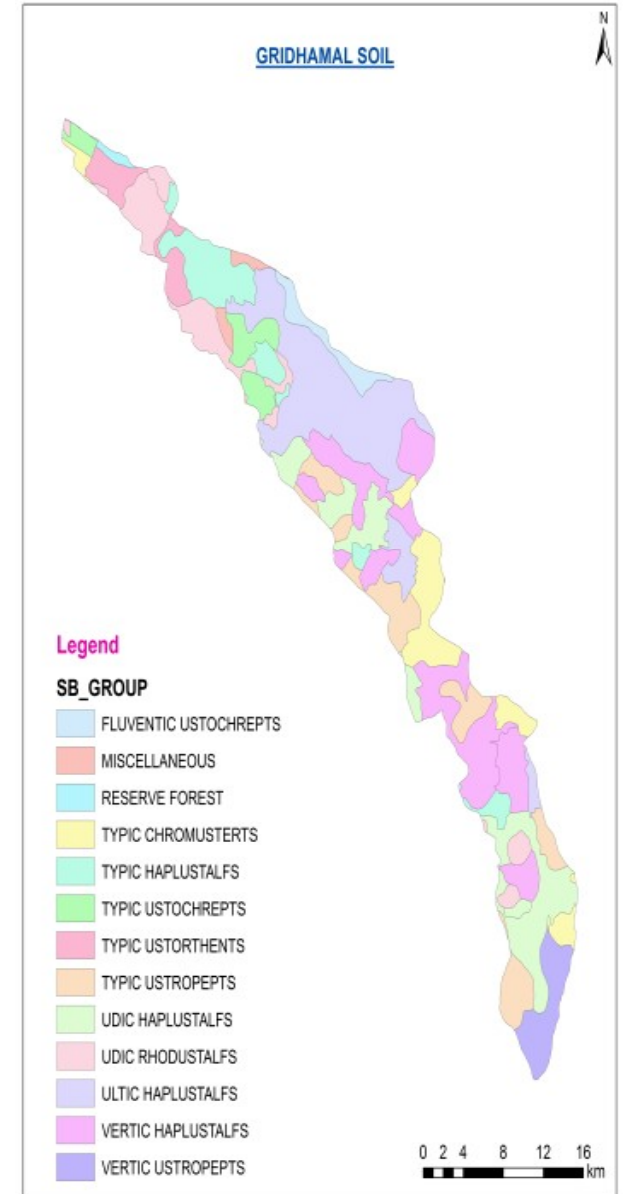 N
GRIDHAMAL SOIL
Legend
SB_GROUP
FLUVENTIC USTOCHREPTS
MISCELLANEOUS
RESERVE FOREST
TYPIC CHROMUSTERTS
TYPIC HAPLUSTALFS
TYPIC USTOCHREPTS
TYPIC USTORTHENTS
TYPIC USTROPEPTS
UDIC HAPLUSTALFS
UDIC RHODUSTALFS
ULTIC HAPLUSTALFS
VERTIC HAPLUSTALFS
VERTIC USTROPEPTS
0 2 4 8 12 16
km